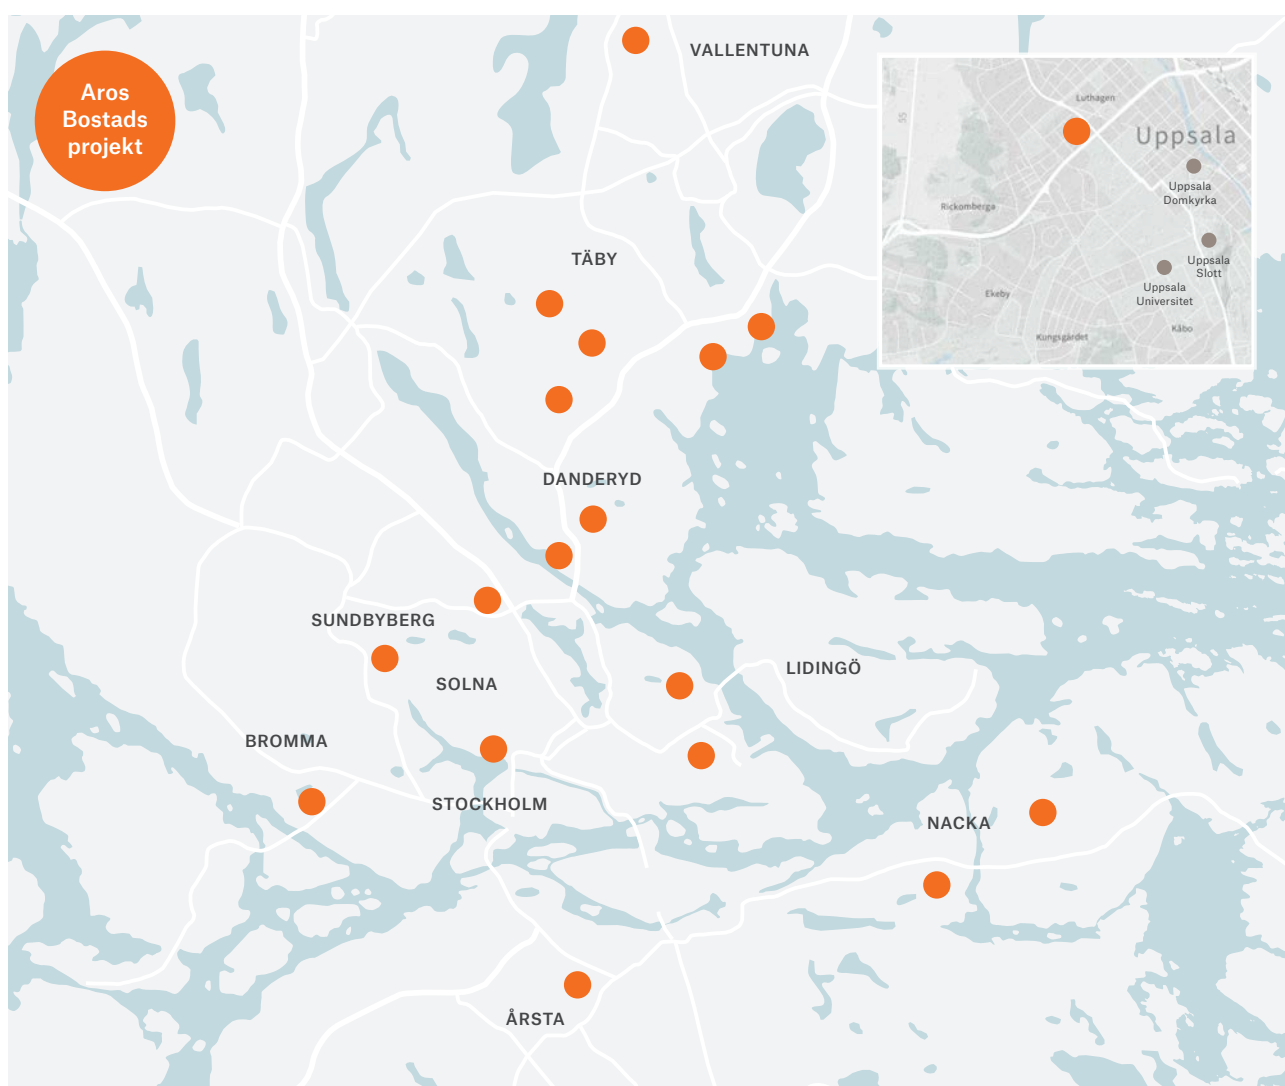 Aros
Bostads
projekt
VALLENTUNA
TÄBY
DANDERYD
SUNDBYBERG
SOLNA
LIDINGÖ
BROMMA
STOCKHOLM
NACKA
ÅRSTA
55
Luthagen
Uppsala
Uppsala
Domkyrka
Rickomberga
Uppsala
Slott
Uppsala
Universitet
Ekeby
Kåbo
Kungsgärdet